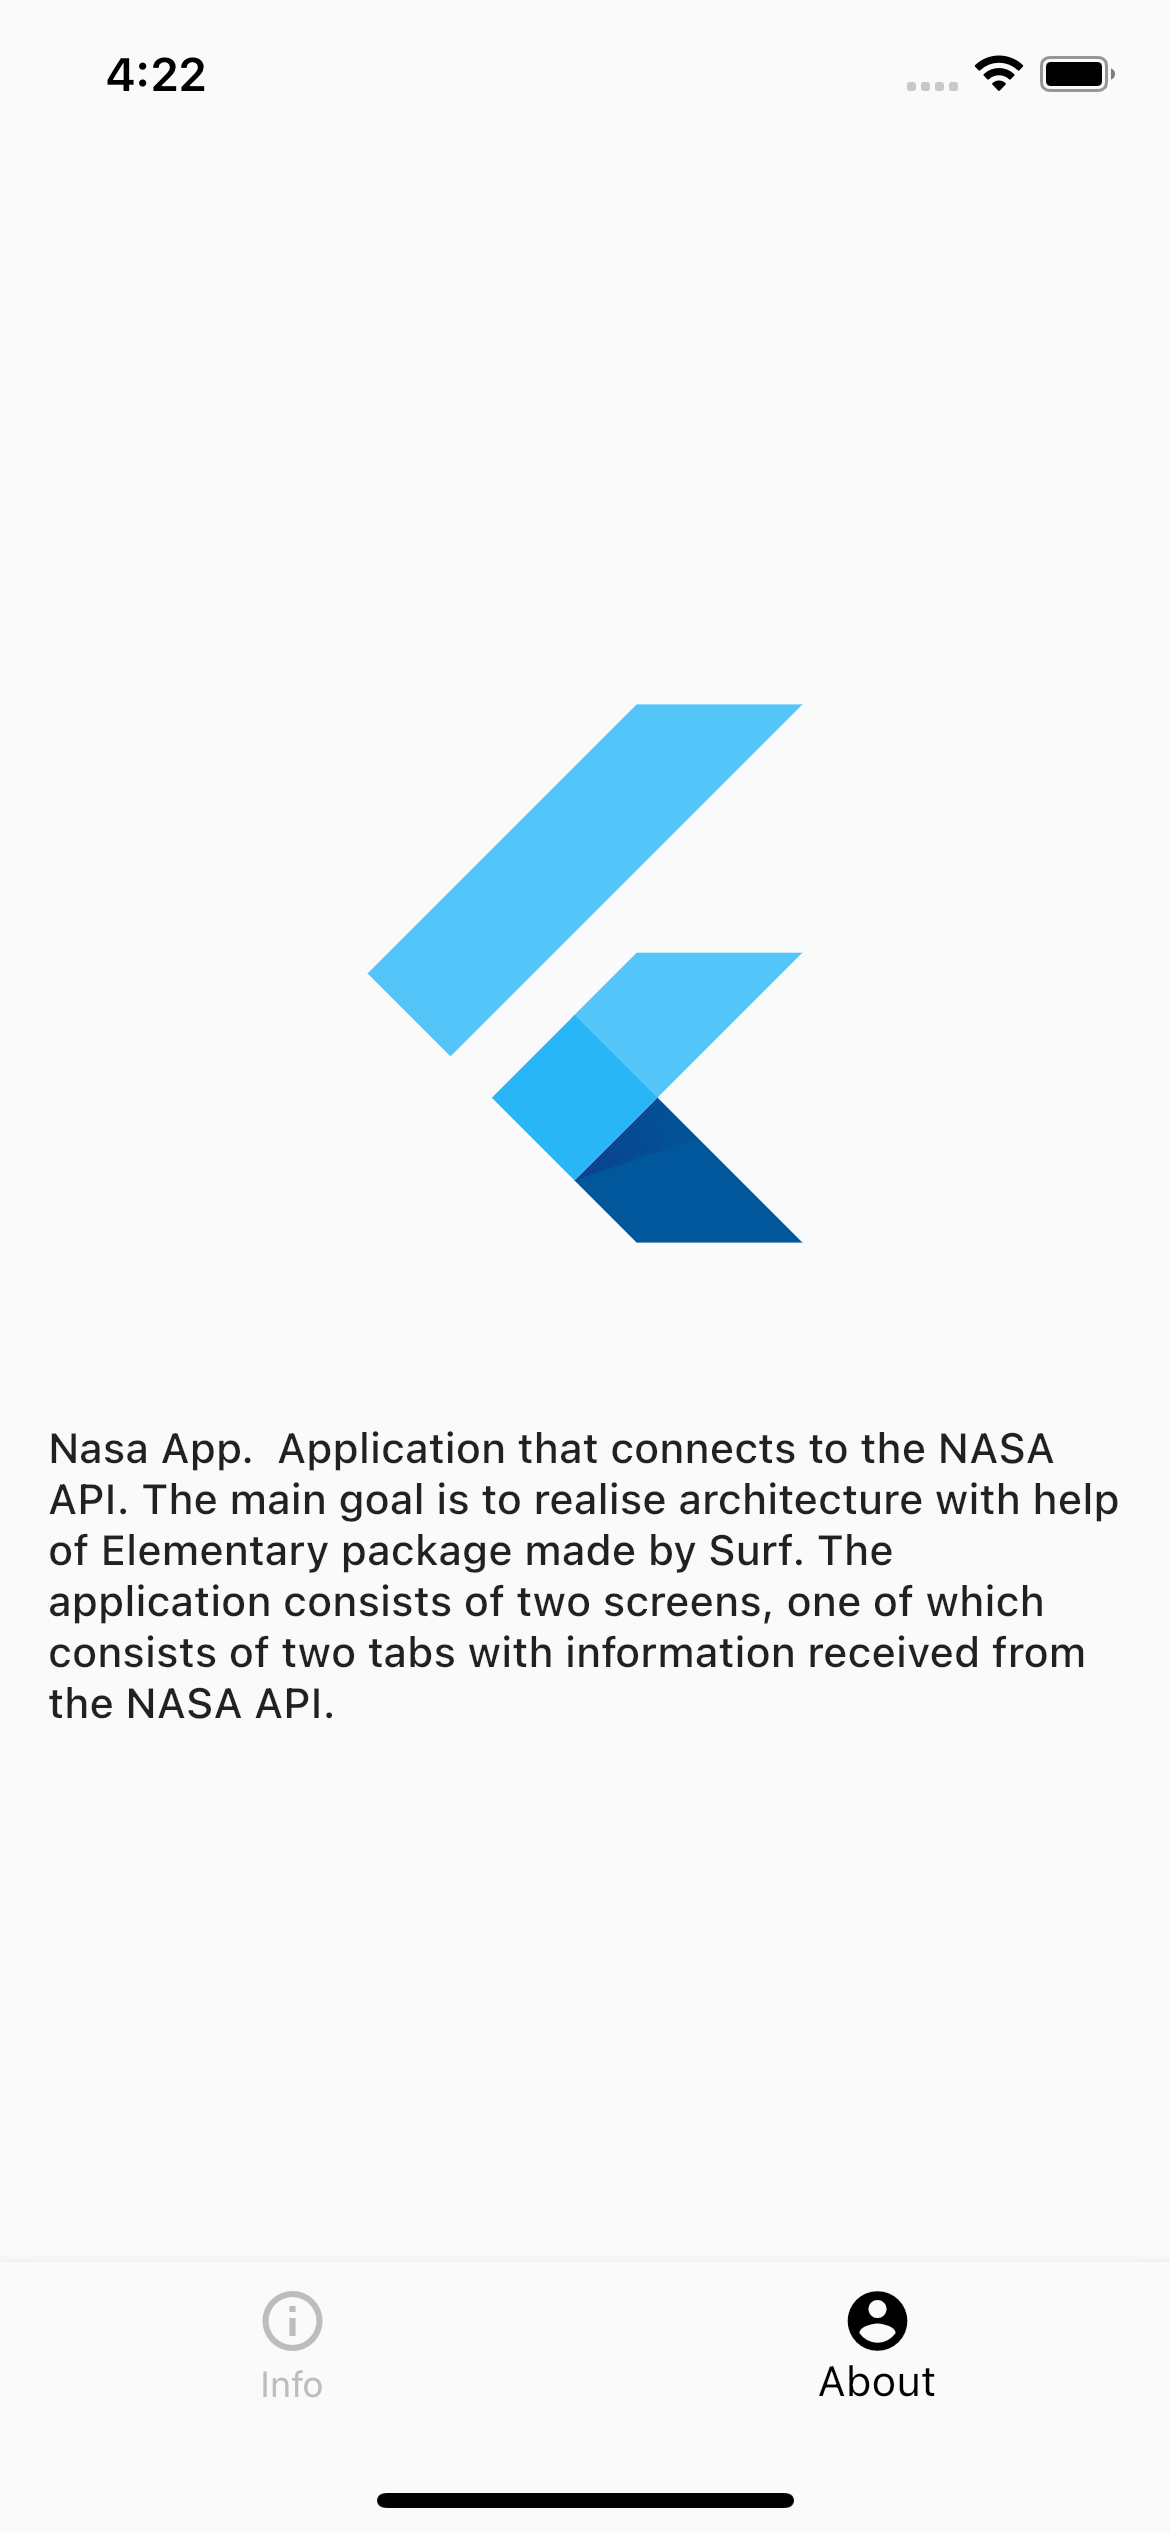 4:22
Nasa App.  Application that connects to the NASA
API. The main goal is to realise architecture with help
of Elementary package made by Surf. The
application consists of two screens, one of which
consists of two tabs with information received from
the NASA API.
Info
About